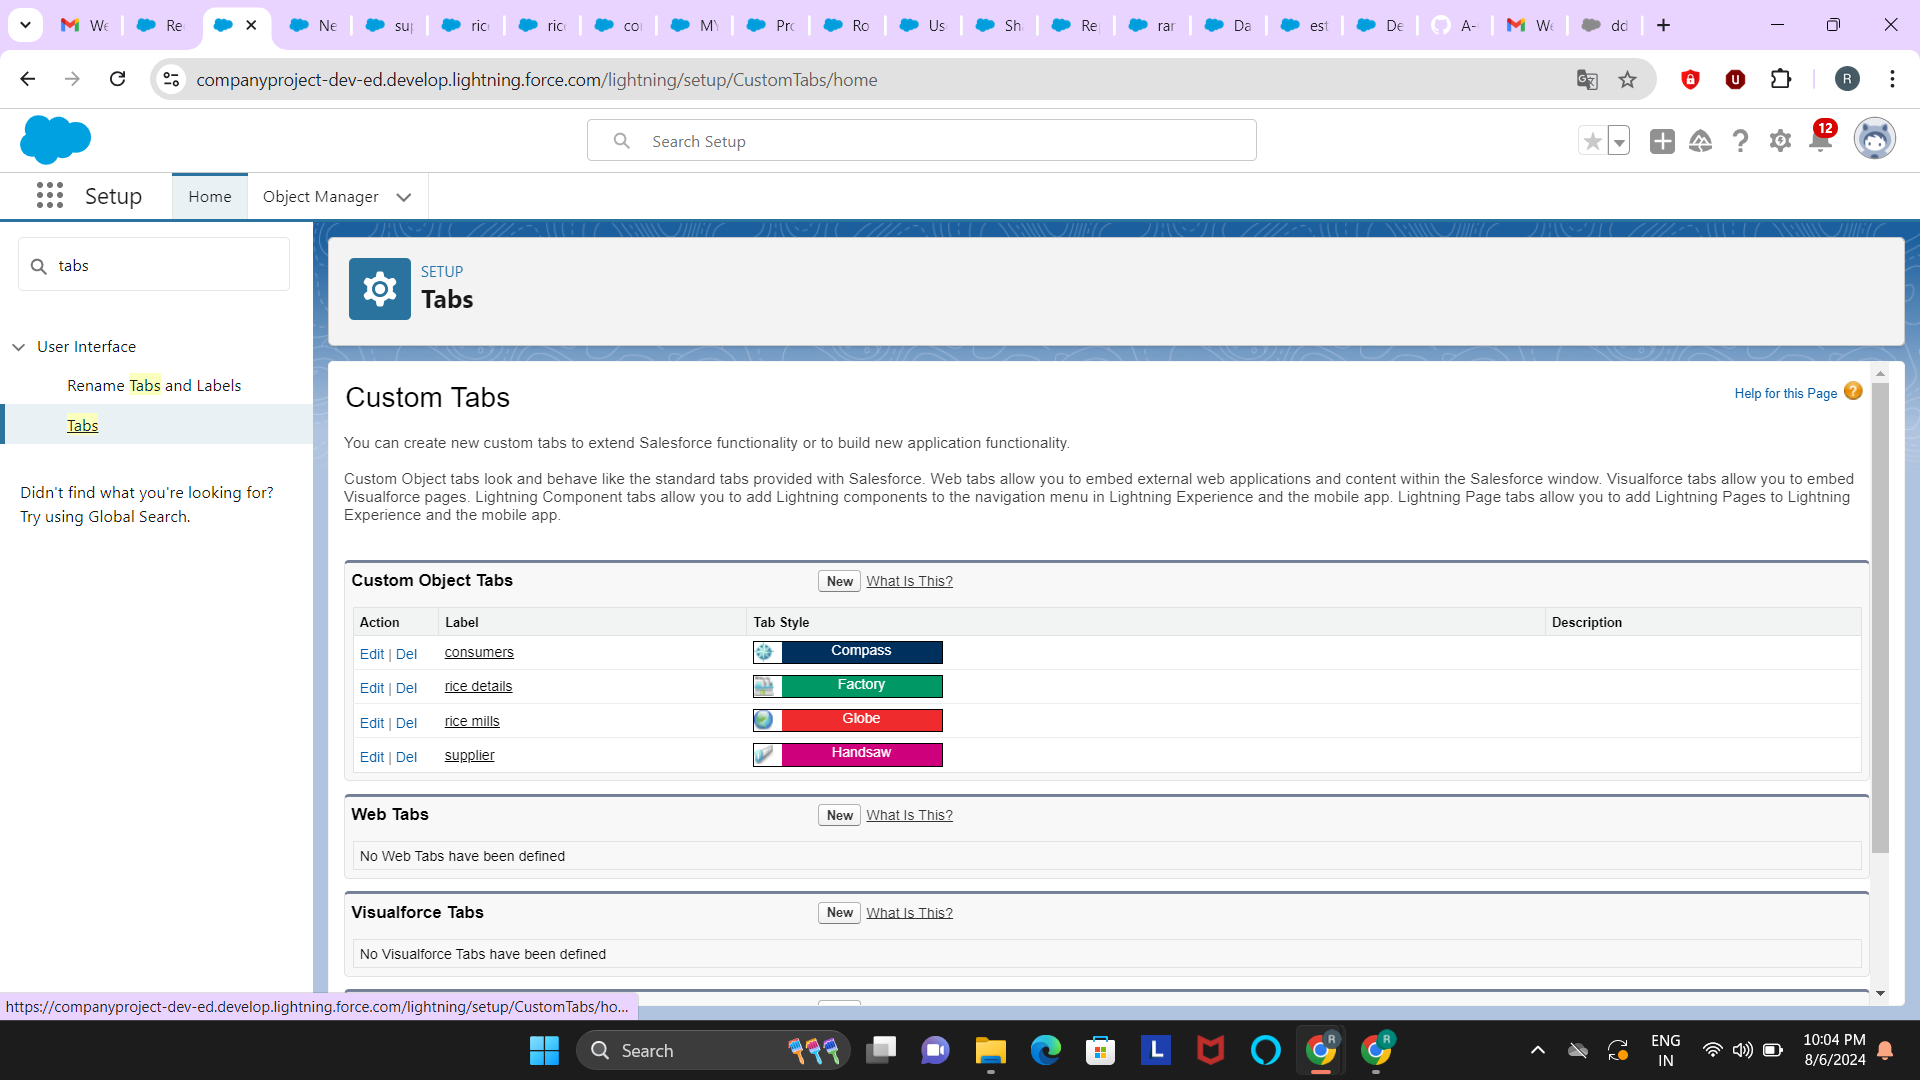 We
Re
Ne
sup
rice
rice
con
MY
Pro
Ro
Use
Sha
Rep
ran
Da
est
De
A-
We
dd
companyproject-dev-ed.develop.lightning.force.com/lightning/setup/CustomTabs/home
R
Search Setup
12
Setup
Home
Object Manager
tabs
SETUP
Tabs
User Interface
Rename Tabs and Labels
Tabs
Didn't find what you're looking for?
Try using Global Search.
Custom Tabs
Help for this Page
You can create new custom tabs to extend Salesforce functionality or to build new application functionality.
Custom Object tabs look and behave like the standard tabs provided with Salesforce. Web tabs allow you to embed external web applications and content within the Salesforce window. Visualforce tabs allow you to embed
Visualforce pages. Lightning Component tabs allow you to add Lightning components to the navigation menu in Lightning Experience and the mobile app. Lightning Page tabs allow you to add Lightning Pages to Lightning
Experience and the mobile app.
Custom Object Tabs New What Is This?
Action Label Tab Style Description
Edit | Del consumers Compass
Edit | Del rice details Factory
Edit | Del rice mills Globe
Edit | Del supplier Handsaw
Web Tabs New What Is This?
No Web Tabs have been defined
Visualforce Tabs New What Is This?
No Visualforce Tabs have been defined
https://companyproject-dev-ed.develop.lightning.force.com/lightning/setup/CustomTabs/ho...
Search
L
R
R
ENG
IN
10:04 PM
8/6/2024